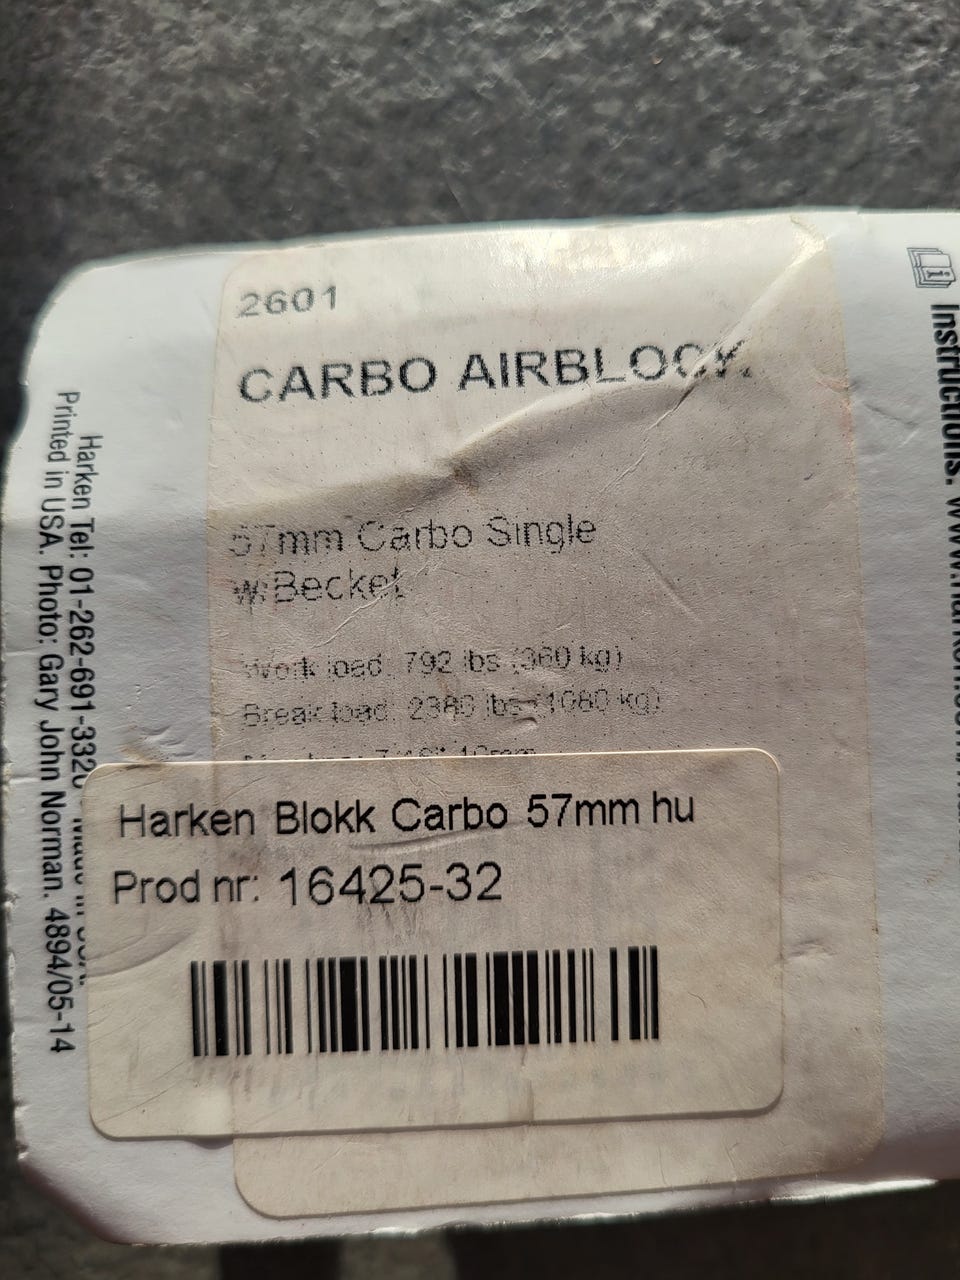 2601
CARBO AIRBLOCK
57mm Carbo Single
w/Becket
Work load: 792 lbs (360 kg)
Break load: 2380 lbs (1080 kg)
Harken Blokk Carbo 57mm hu
Prod nr: 16425-32
Harken Tel: 01-262-691-3320
Printed in USA. Photo: Gary John Norman. 4894/05-14
Instructions.